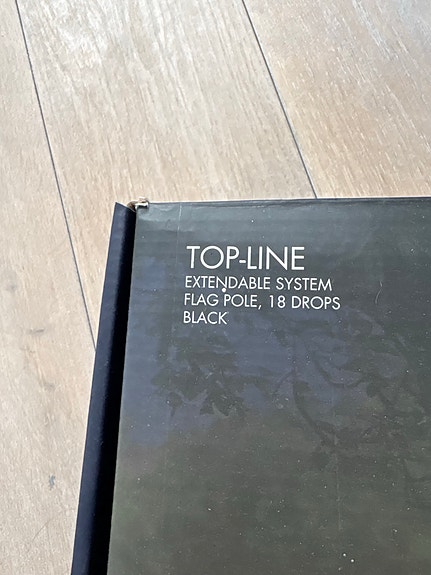 TOP-LINE
EXTENDABLE SYSTEM
FLAG POLE, 18 DROPS
BLACK